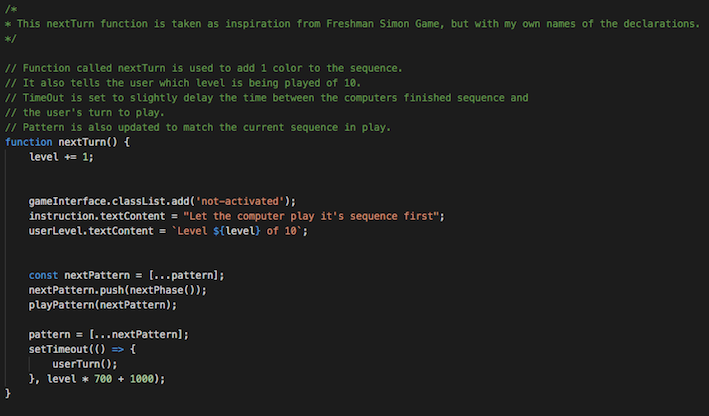 /*
* This nextTurn function is taken as inspiration from Freshman Simon Game, but with my own names of the declarations.
*/
// Function called nextTurn is used to add 1 color to the sequence.
// It also tells the user which level is being played of 10.
// TimeOut is set to slightly delay the time between the computers finished sequence and
// the user's turn to play.
// Pattern is also updated to match the current sequence in play.
function nextTurn() {
    level += 1;
    gameInterface.classList.add('not-activated');
    instruction.textContent = "Let the computer play it's sequence first";
    userLevel.textContent = `Level ${level} of 10`;
    const nextPattern = [...pattern];
    nextPattern.push(nextPhase());
    playPattern(nextPattern);
    pattern = [...nextPattern];
    setTimeout(() => {
        userTurn();
    }, level * 700 + 1000);
}